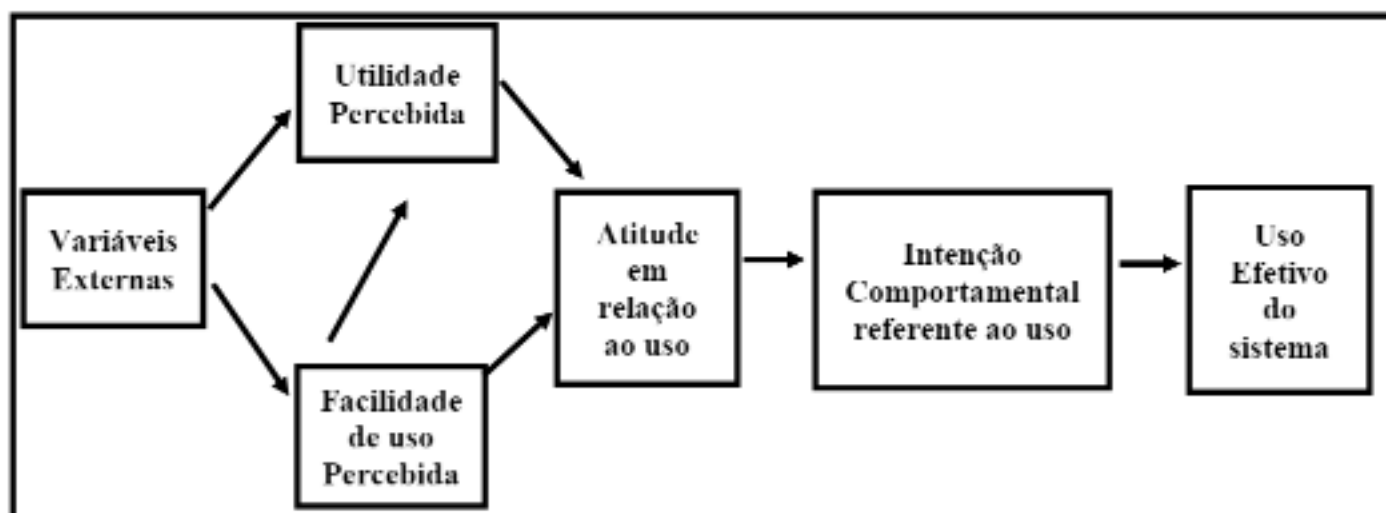 Utilidade
Percebida
Variáveis
Externas
Facilidade
de uso
Percebida
Atitude
em
relação
ao uso
Intenção
Comportamental
referente ao uso
Uso
Efetivo
do
sistema